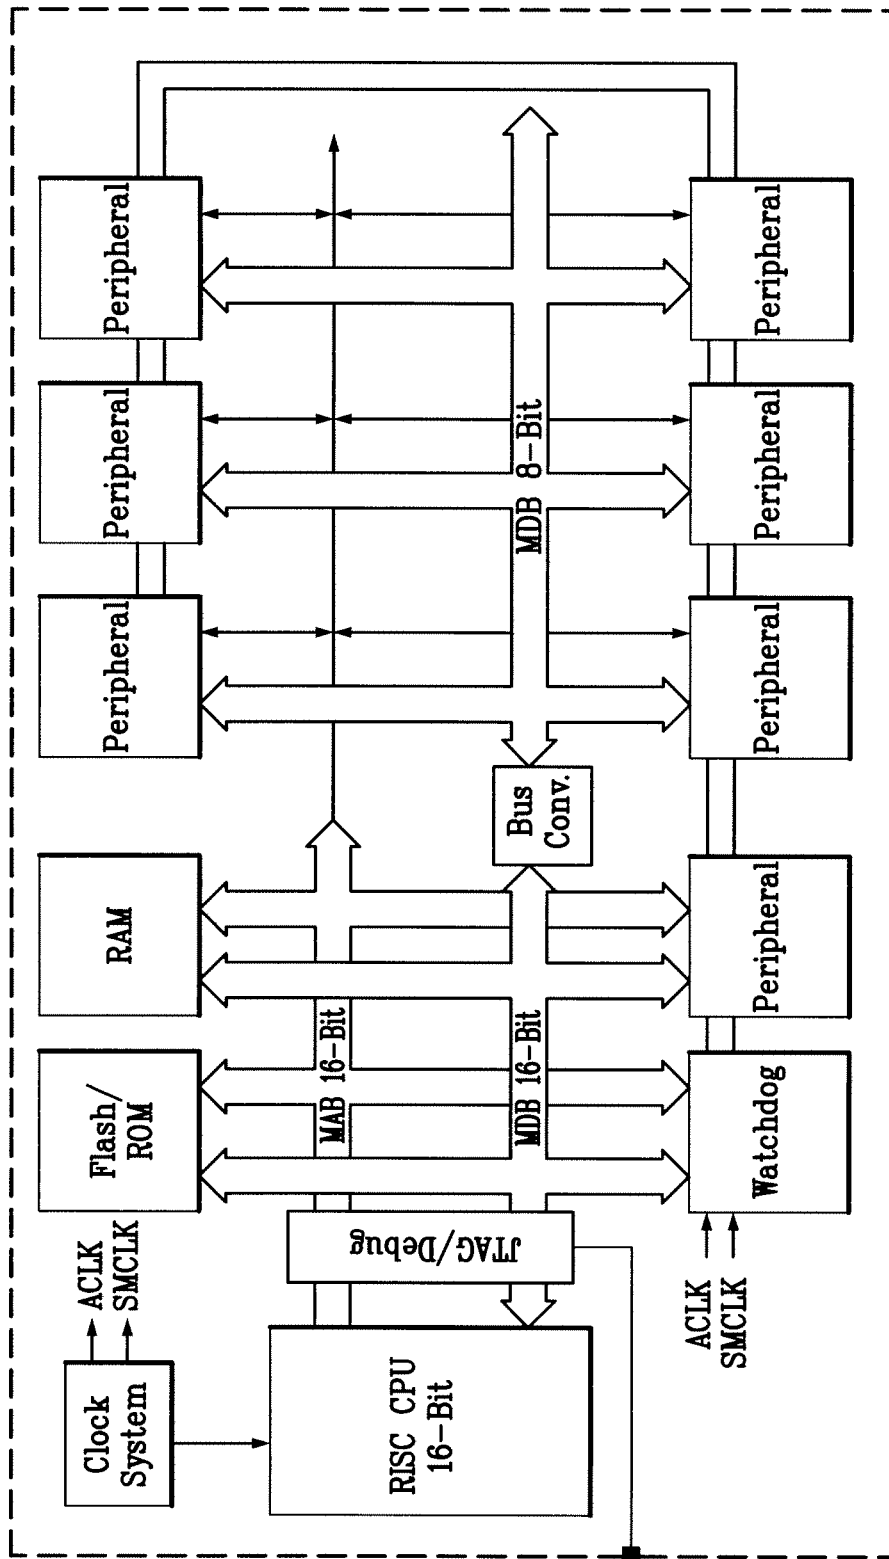 Clock
System
ACLK
SMCLK
Flash/
ROM
RAM
Peripheral
Peripheral
Peripheral
RISC CPU
16-Bit
JTAG/Debug
MAB 16-Bit
MDB 16-Bit
Bus
Conv.
MDB 8-Bit
ACLK
SMCLK
Watchdog
Peripheral
Peripheral
Peripheral
Peripheral